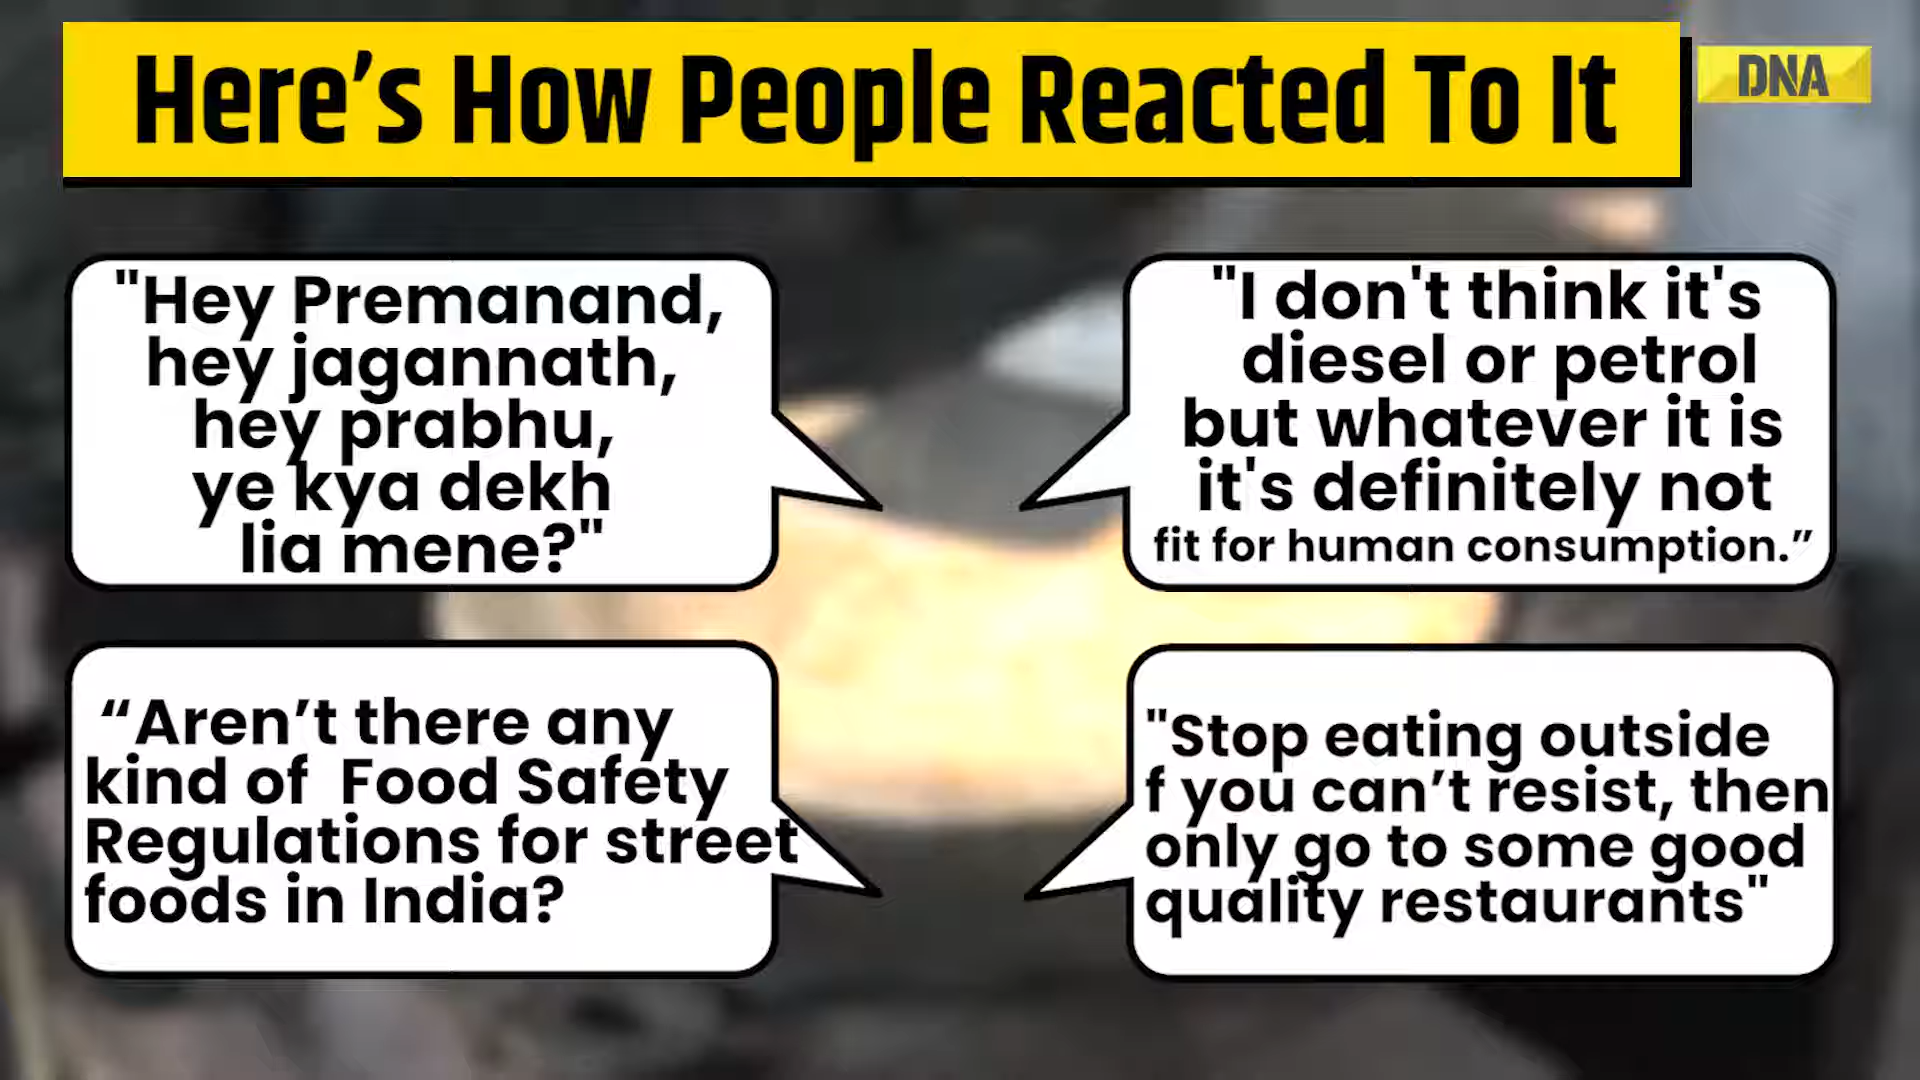 Here’s How People Reacted To It
DNA
"Hey Premanand,
hey jagannath,
hey prabhu,
ye kya dekh
lia mene?"
"I don't think it's
diesel or petrol
but whatever it is
it's definitely not
fit for human consumption.”
“Aren’t there any
kind of Food Safety
Regulations for street
foods in India?
"Stop eating outside
f you can’t resist, then
only go to some good
quality restaurants"